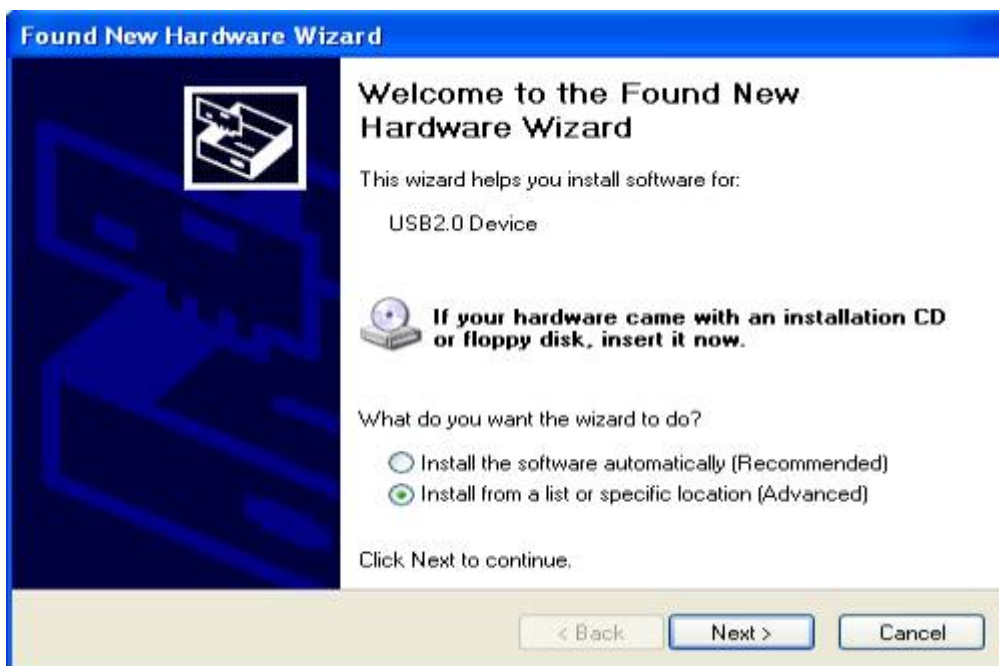 Found New Hardware Wizard
Welcome to the Found New
Hardware Wizard
This wizard helps you install software for:
USB2.0 Device
If your hardware came with an installation CD
or floppy disk, insert it now.
What do you want the wizard to do?
Install the software automatically (Recommended)
Install from a list or specific location (Advanced)
Click Next to continue.
< Back Next > Cancel